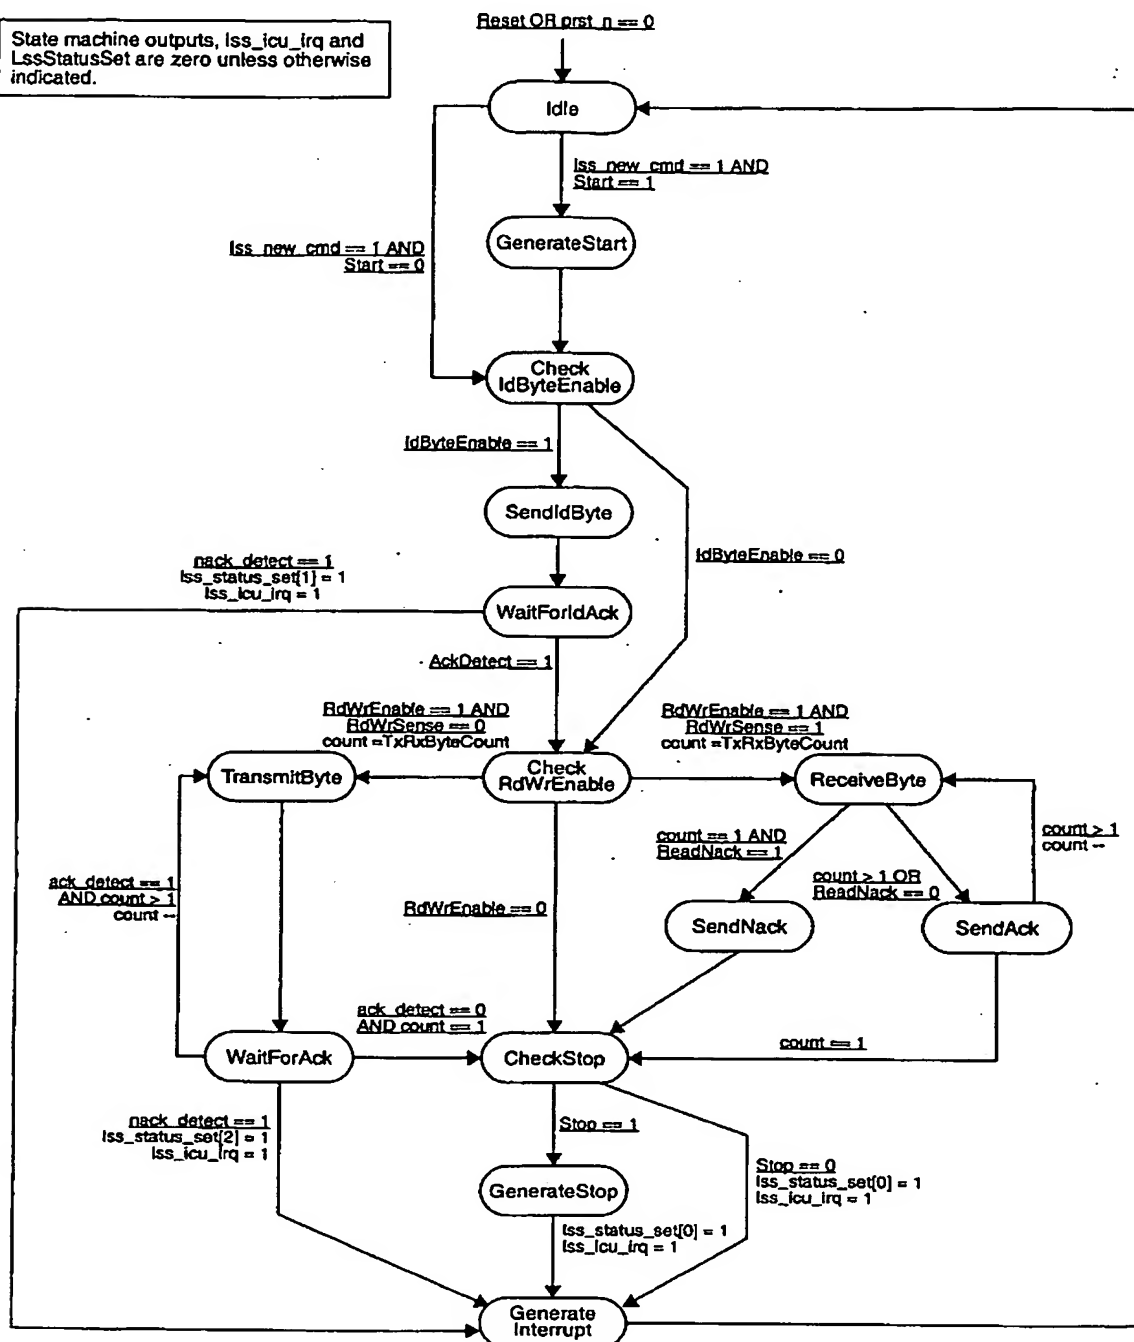 Reset OR prst_n == 0
State machine outputs, lss_icu_irq and
LssStatusSet are zero unless otherwise
indicated.
Idle
lss_new_cmd == 1 AND
Start == 1
GenerateStart
lss_new_cmd == 1 AND
Start == 0
Check
IdByteEnable
IdByteEnable == 1
SendIdByte
IdByteEnable == 0
nack_detect == 1
lss_status_set[1] = 1
lss_icu_irq = 1
WaitForIdAck
AckDetect == 1
RdWrEnable == 1 AND
RdWrSense == 0
count =TxRxByteCount
RdWrEnable == 1 AND
RdWrSense == 1
count =TxRxByteCount
TransmitByte
Check
RdWrEnable
ReceiveByte
count == 1 AND
ReadNack == 1
count > 1
count --
count > 1 OR
ReadNack == 0
ack_detect == 1
AND count > 1
count --
RdWrEnable == 0
SendNack
SendAck
ack_detect == 0
AND count == 1
WaitForAck
CheckStop
count == 1
nack_detect == 1
lss_status_set[2] = 1
lss_icu_irq = 1
Stop == 1
Stop == 0
lss_status_set[0] = 1
lss_icu_irq = 1
GenerateStop
lss_status_set[0] = 1
lss_icu_irq = 1
Generate
Interrupt